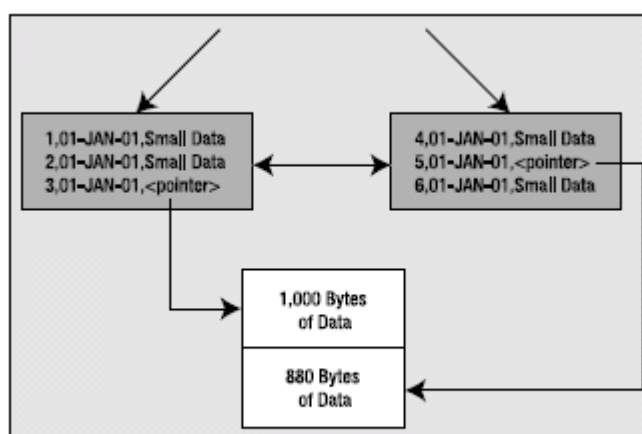 1,01-JAN-01,Small Data
2,01-JAN-01,Small Data
3,01-JAN-01,<pointer>
4,01-JAN-01,Small Data
5,01-JAN-01,<pointer>
6,01-JAN-01,Small Data
1,000 Bytes
of Data
880 Bytes
of Data